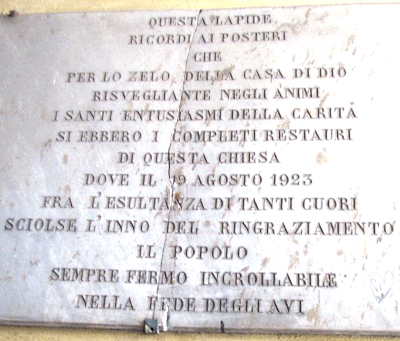 QUESTA LAPIDE
RICORDI AI POSTERI
CHE
PER LO ZELO DELLA CASA DI DIO
RISVEGLIANTE NEGLI ANIMI
I SANTI ENTUSIASMI DELLA CARITÀ
SI EBBERO I COMPLETI RESTAURI
DI QUESTA CHIESA
DOVE IL 19 AGOSTO 1923
FRA L'ESULTANZA DI TANTI CUORI
SCIOLSE L'INNO DEL RINGRAZIAMENTO
IL POPOLO
SEMPRE FERMO INCROLLABILÆ
NELLA FEDE DEGLI AVI